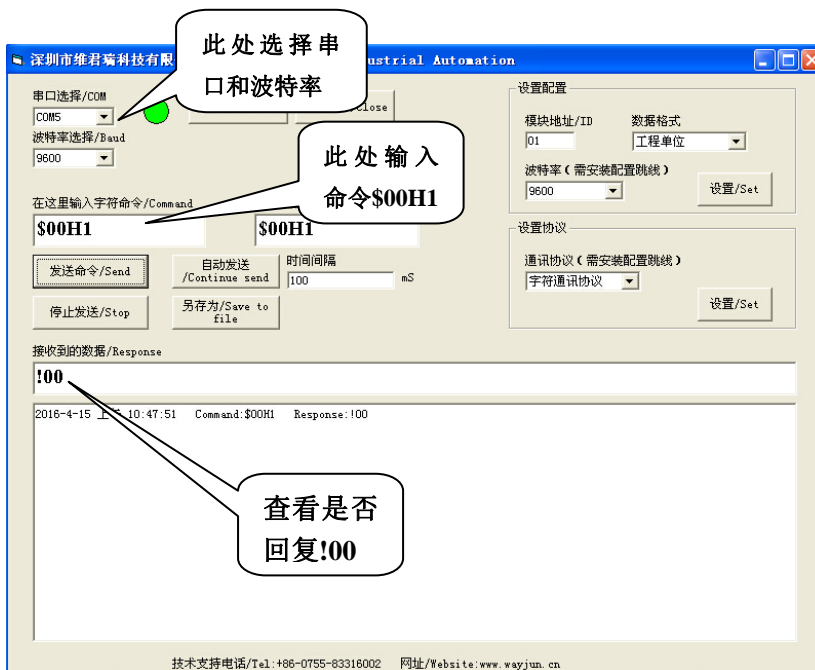 此处选择串
口和波特率
深圳市维君瑞科技有限 ustrial Automation
串口选择/COM
COM5
/Close
波特率选择/Baud
9600
此处输入
命令$00H1
设置配置
模块地址/ID 数据格式
01 工程单位
波特率(需安装配置跳线)
9600 设置/Set
在这里输入字符命令/Command
$00H1 $00H1
发送命令/Send
自动发送
/Continue send
时间间隔
100 mS
停止发送/Stop
另存为/Save to
file
设置协议
通讯协议(需安装配置跳线)
字符通讯协议
设置/Set
接收到的数据/Response
!00
2016-4-15 上 10:47:51 Command:$00H1 Response:!00
查看是否
回复!00
技术支持电话/Tel:+86-0755-83316002 网址/Website:www.wayjun.cn